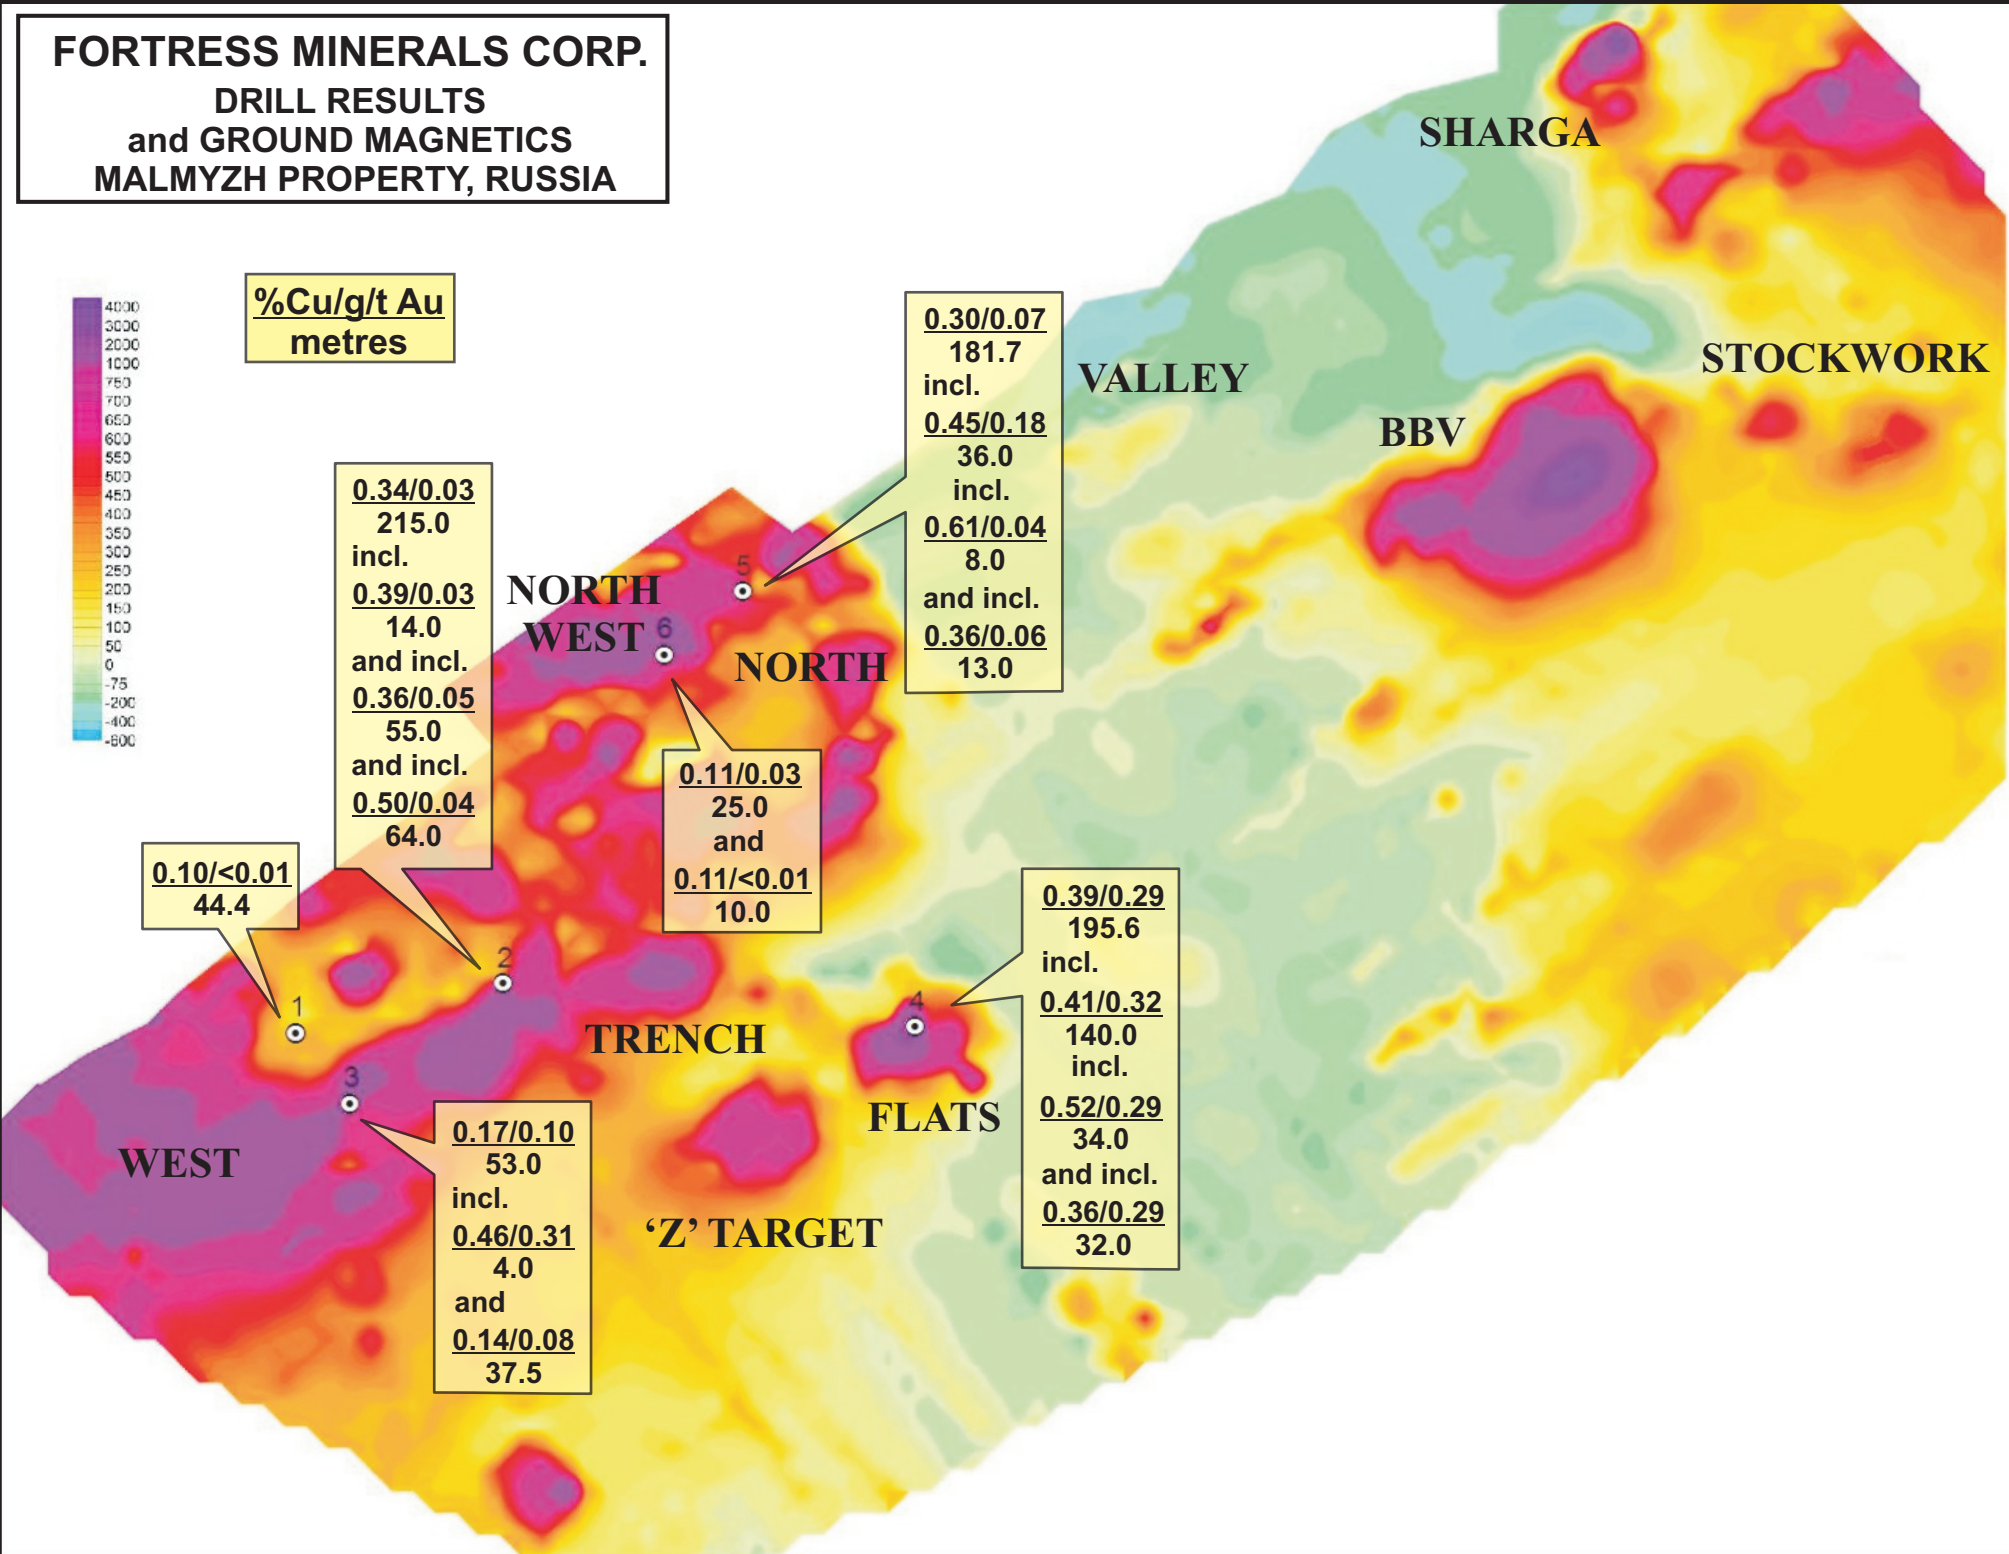 FORTRESS MINERALS CORP.
DRILL RESULTS
and GROUND MAGNETICS
MALMYZH PROPERTY, RUSSIA
%Cu/g/t Au
metres
4000
3000
2000
1000
750
700
650
600
550
500
450
400
350
300
250
200
150
100
50
0
-75
-200
-400
-600
SHARGA
STOCKWORK
VALLEY
BBV
0.30/0.07
181.7
incl.
0.45/0.18
36.0
incl.
0.61/0.04
8.0
and incl.
0.36/0.06
13.0
0.34/0.03
215.0
incl.
0.39/0.03
14.0
and incl.
0.36/0.05
55.0
and incl.
0.50/0.04
64.0
5
NORTH
WEST
6
NORTH
0.11/0.03
25.0
and
0.11/<0.01
10.0
0.10/<0.01
44.4
0.39/0.29
195.6
incl.
0.41/0.32
140.0
incl.
0.52/0.29
34.0
and incl.
0.36/0.29
32.0
2
1
4
TRENCH
3
FLATS
WEST
0.17/0.10
53.0
incl.
0.46/0.31
4.0
and
0.14/0.08
37.5
‘Z’ TARGET